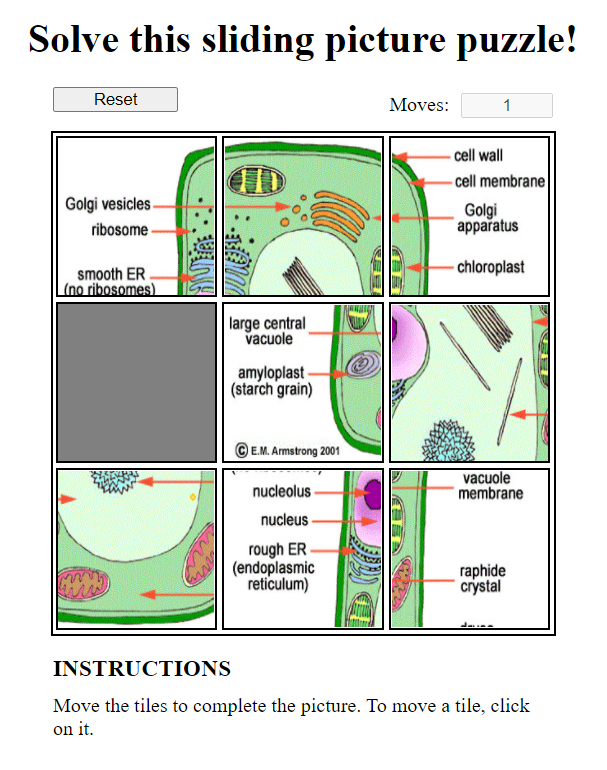 Solve this sliding picture puzzle!
Reset
Moves:
1
Golgi vesicles
ribosome
smooth ER
(no ribosomes)
cell wall
cell membrane
Golgi
apparatus
chloroplast
large central
vacuole
amyloplast
(starch grain)
© E.M. Armstrong 2001
nucleolus
nucleus
rough ER
(endoplasmic
reticulum)
vacuole
membrane
raphide
crystal
INSTRUCTIONS
Move the tiles to complete the picture. To move a tile, click
on it.